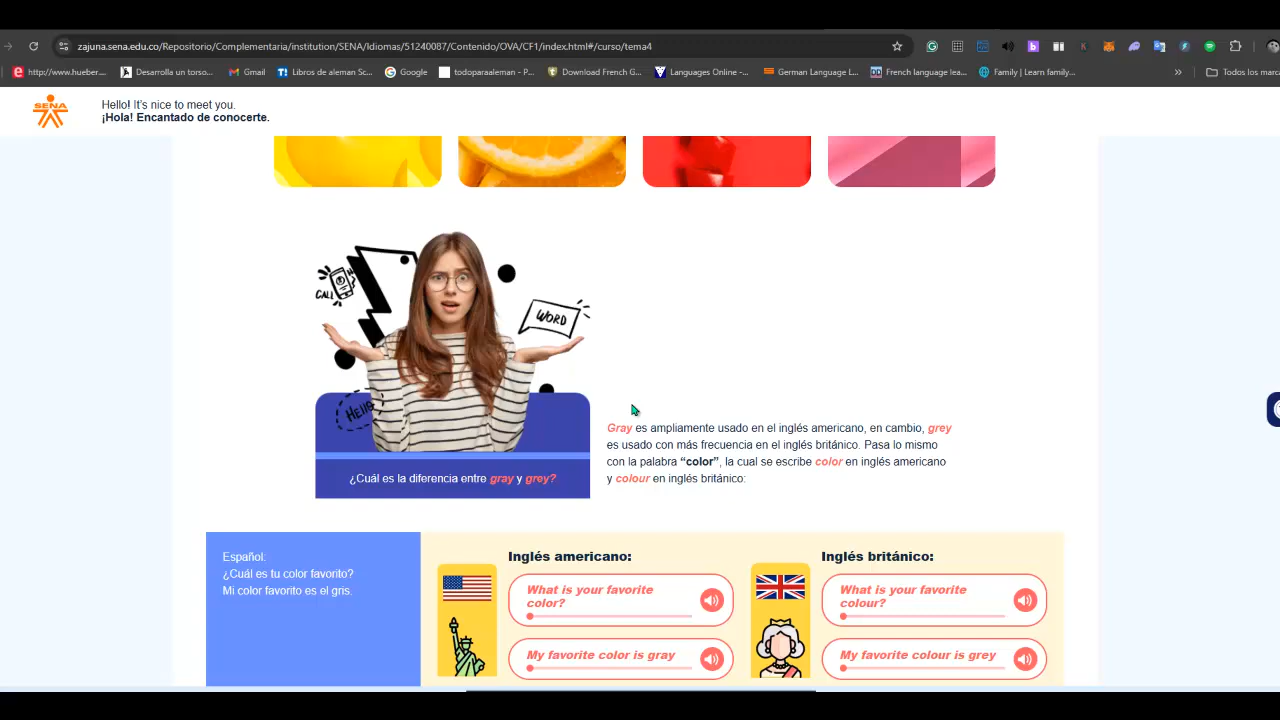 zajuna.sena.edu.co/Repositorio/Complementaria/institution/SENA/Idiomas/51240087/Contenido/OVA/CF1/index.html#/curso/tema4
http://www.hueber....
Desarrolla un torso...
Gmail
Libros de aleman Sc...
Google
todoparaaleman - P...
Download French G...
Languages Online -...
German Language L...
French language lea...
Family | Learn family...
»
Todos los marca
SENA
Hello! It's nice to meet you.
¡Hola! Encantado de conocerte.
CALL
WORD
HELLO
¿Cuál es la diferencia entre gray y grey?
Gray es ampliamente usado en el inglés americano, en cambio, grey
es usado con más frecuencia en el inglés británico. Pasa lo mismo
con la palabra “color”, la cual se escribe color en inglés americano
y colour en inglés británico:
Español:
¿Cuál es tu color favorito?
Mi color favorito es el gris.
Inglés americano:
What is your favorite
color?
My favorite color is gray
Inglés británico:
What is your favorite
colour?
My favorite colour is grey